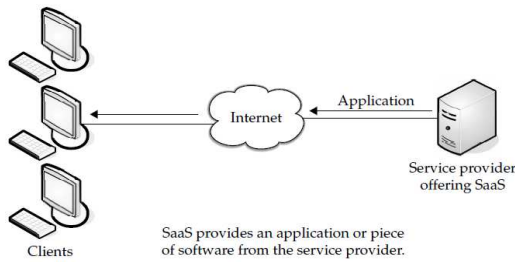 Application
Internet
Service provider
offering SaaS
Clients
SaaS provides an application or piece
of software from the service provider.